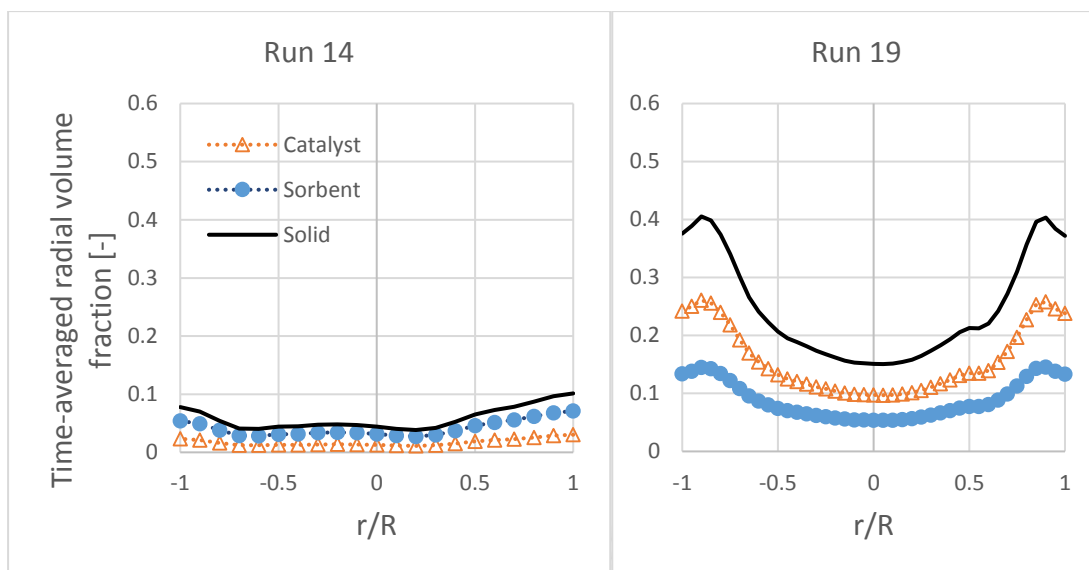 Run 14
Time-averaged radial volume
fraction [-]
0.6
0.5
0.4
0.3
0.2
0.1
0
Catalyst
Sorbent
Solid
-1 -0.5 0 0.5 1
r/R
Run 19
0.6
0.5
0.4
0.3
0.2
0.1
0
-1 -0.5 0 0.5 1
r/R